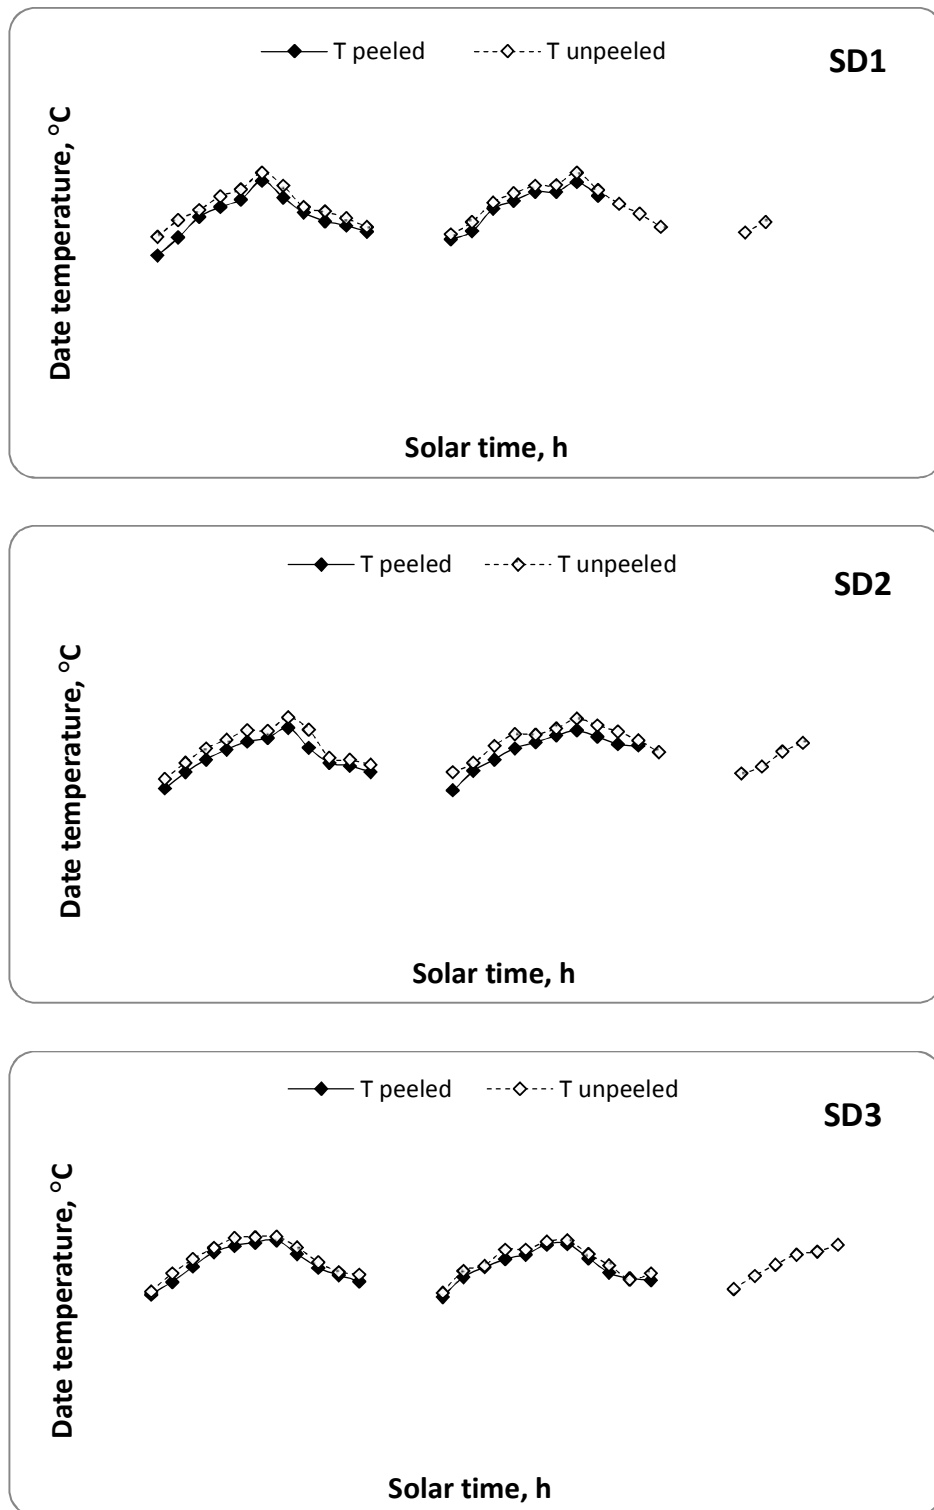 T peeled T unpeeled
SD1
Date temperature, °C
Solar time, h
T peeled T unpeeled
SD2
Date temperature, °C
Solar time, h
T peeled T unpeeled
SD3
Date temperature, °C
Solar time, h